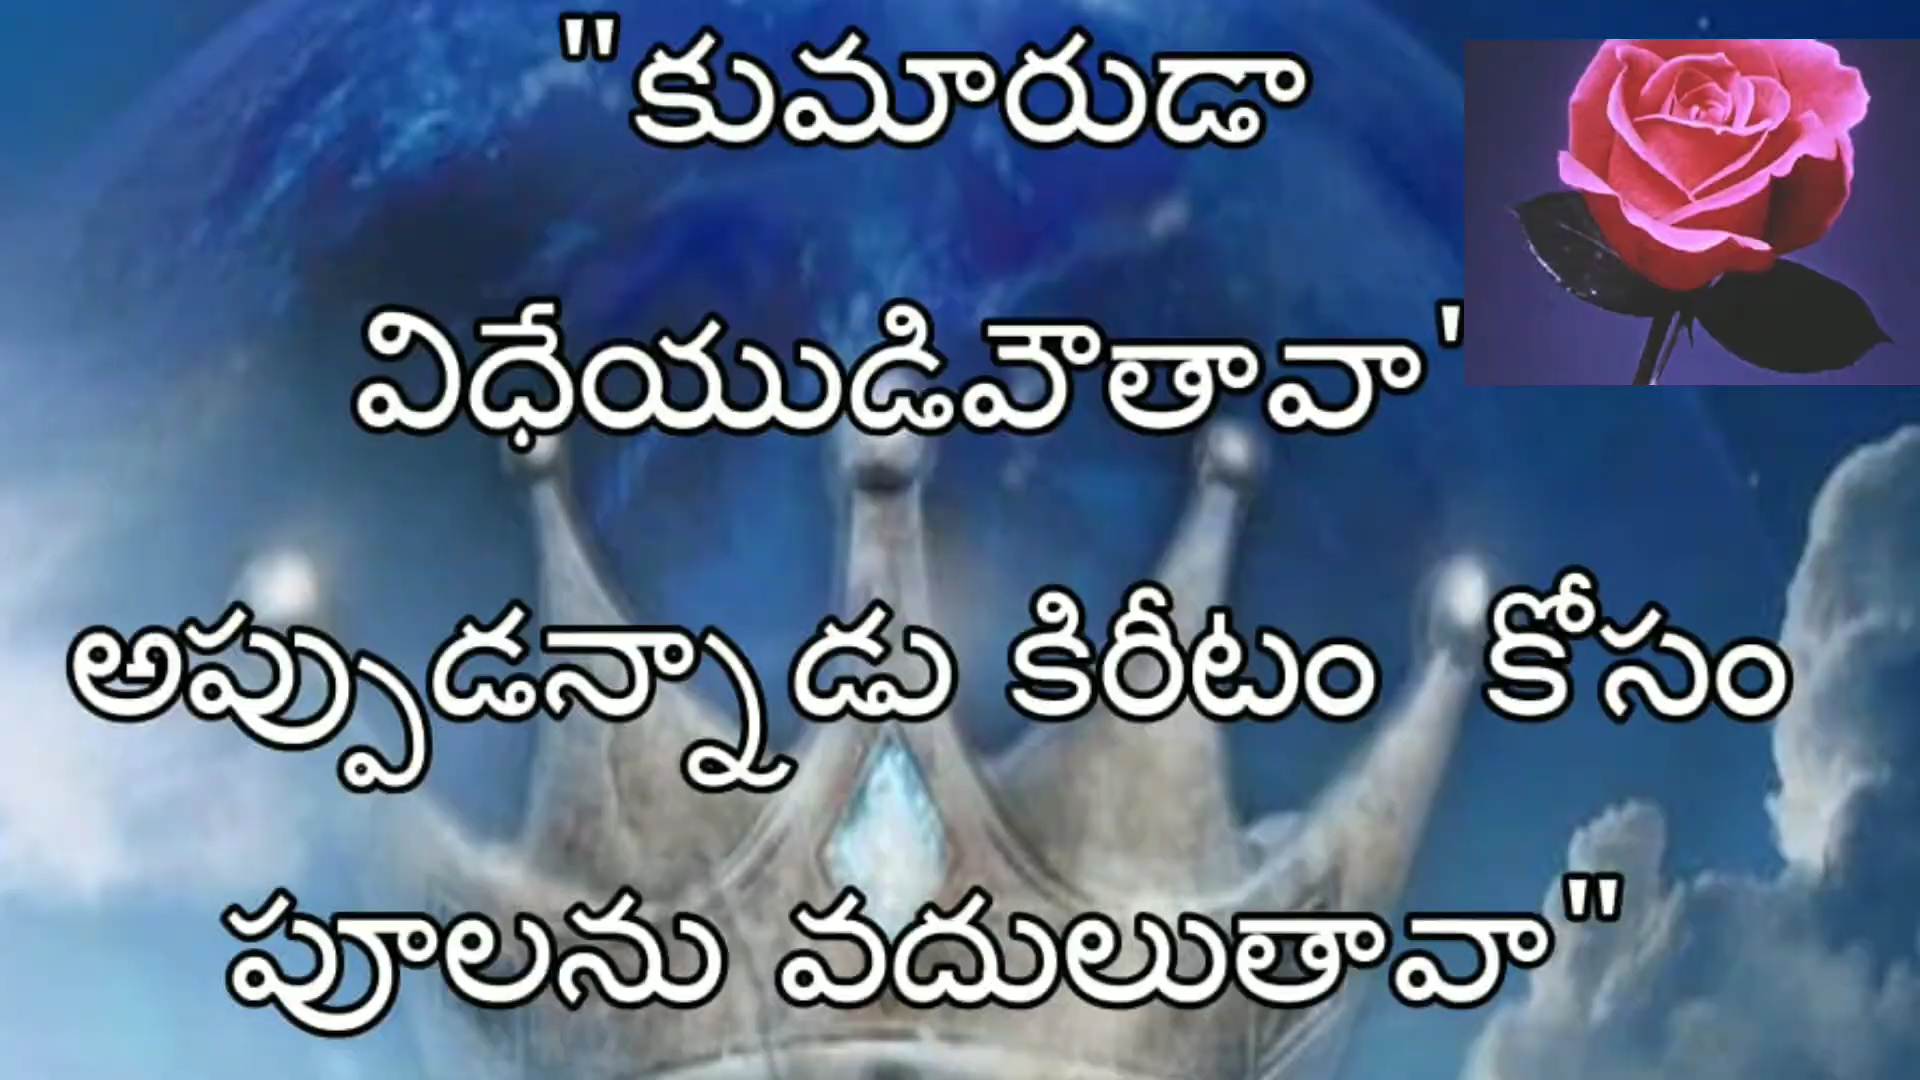 "కుమారుడా
విధేయుడివౌతావా'
అప్పుడన్నాడు కిరీటం కోసం
పూలను వదులుతావా"